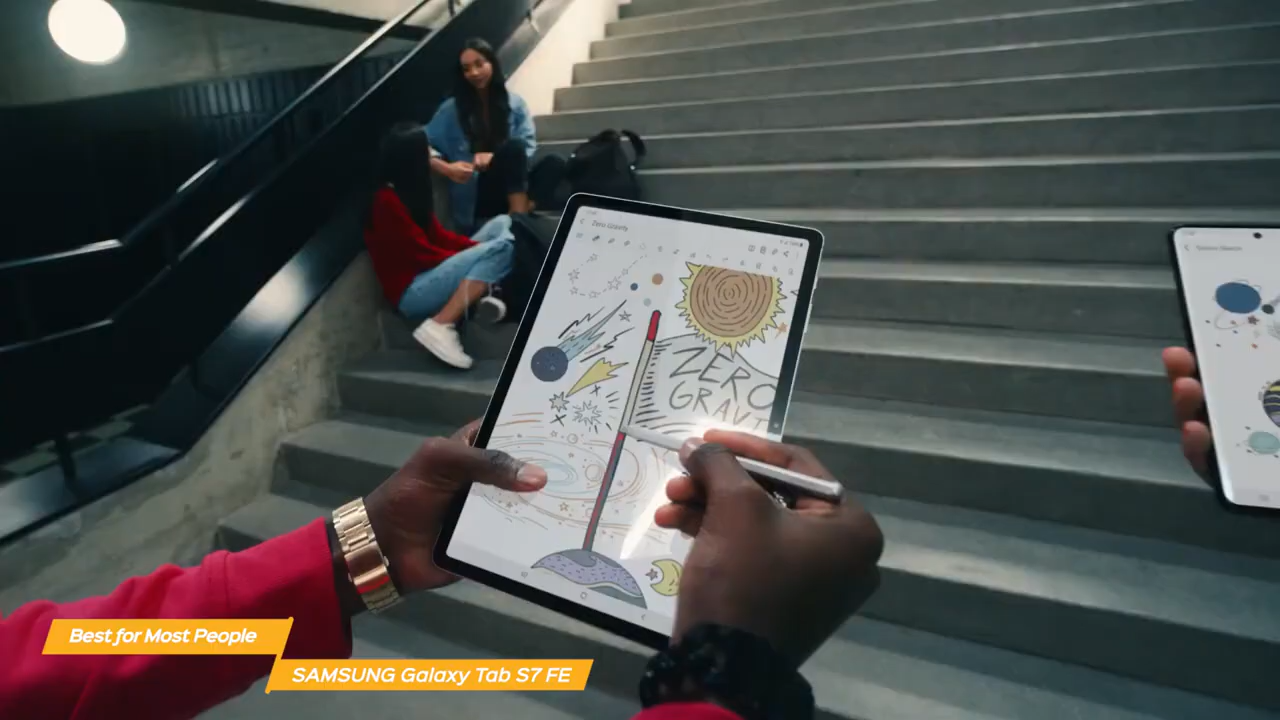 Zero Gravity
ZERO
GRAVIT
Best for Most People
SAMSUNG Galaxy Tab S7 FE